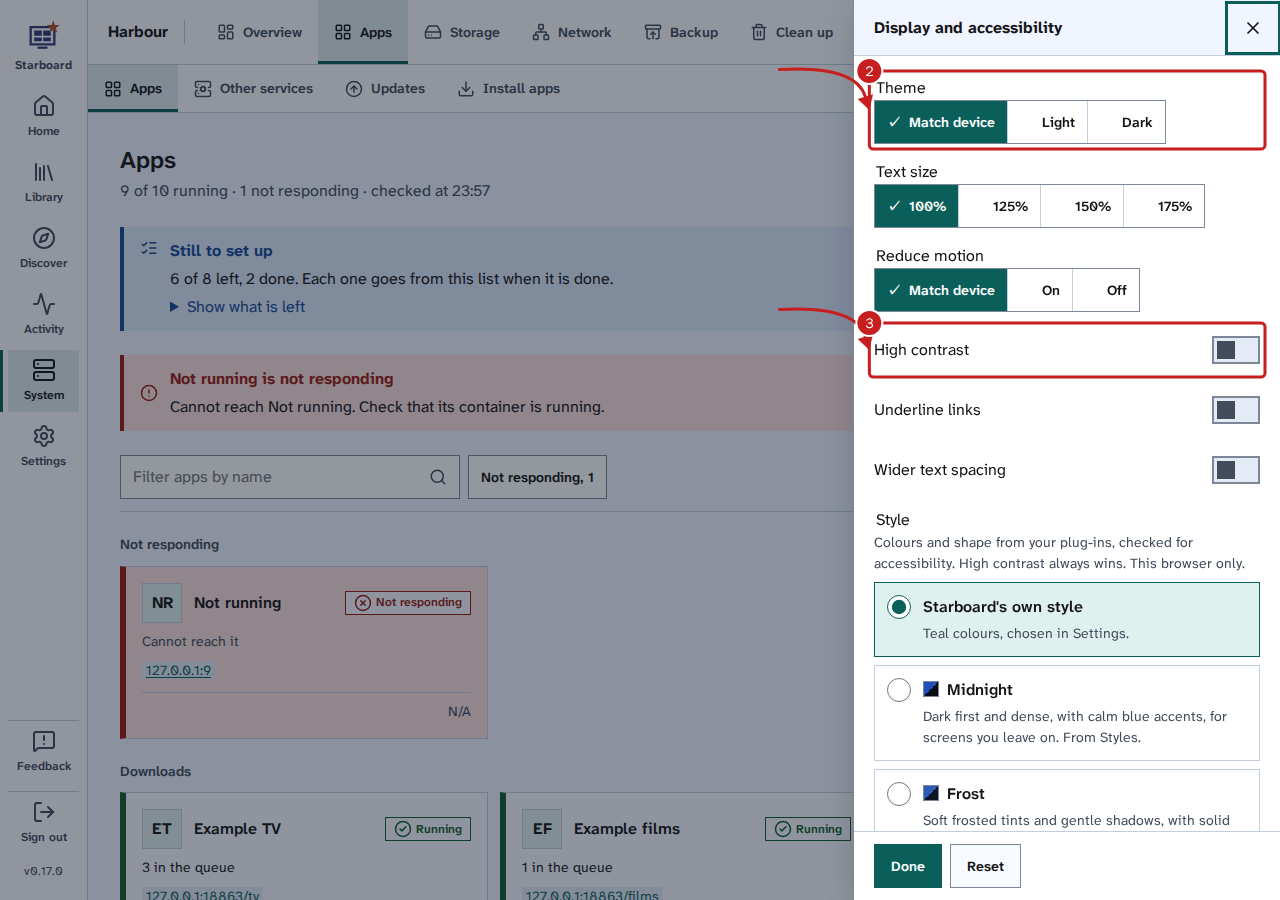 Starboard
Home
Library
Discover
Activity
System
Settings
Feedback
Sign out
v0.17.0
Harbour
Overview
Apps
Storage
Network
Backup
Clean up
Apps
Other services
Updates
Install apps
Apps
9 of 10 running · 1 not responding · checked at 23:57
Still to set up
6 of 8 left, 2 done. Each one goes from this list when it is done.
Show what is left
Not running is not responding
Cannot reach Not running. Check that its container is running.
Filter apps by name
Not responding, 1
Not responding
NR
Not running
Not responding
Cannot reach it
127.0.0.1:9
N/A
Downloads
ET
Example TV
Running
3 in the queue
127.0.0.1:18863/tv
EF
Example films
Running
1 in the queue
127.0.0.1:18863/films
Display and accessibility
2
Theme
✓ Match device
Light
Dark
Text size
✓ 100%
125%
150%
175%
Reduce motion
✓ Match device
On
Off
3
High contrast
Underline links
Wider text spacing
Style
Colours and shape from your plug-ins, checked for
accessibility. High contrast always wins. This browser only.
Starboard's own style
Teal colours, chosen in Settings.
Midnight
Dark first and dense, with calm blue accents, for
screens you leave on. From Styles.
Frost
Soft frosted tints and gentle shadows, with solid
Done
Reset